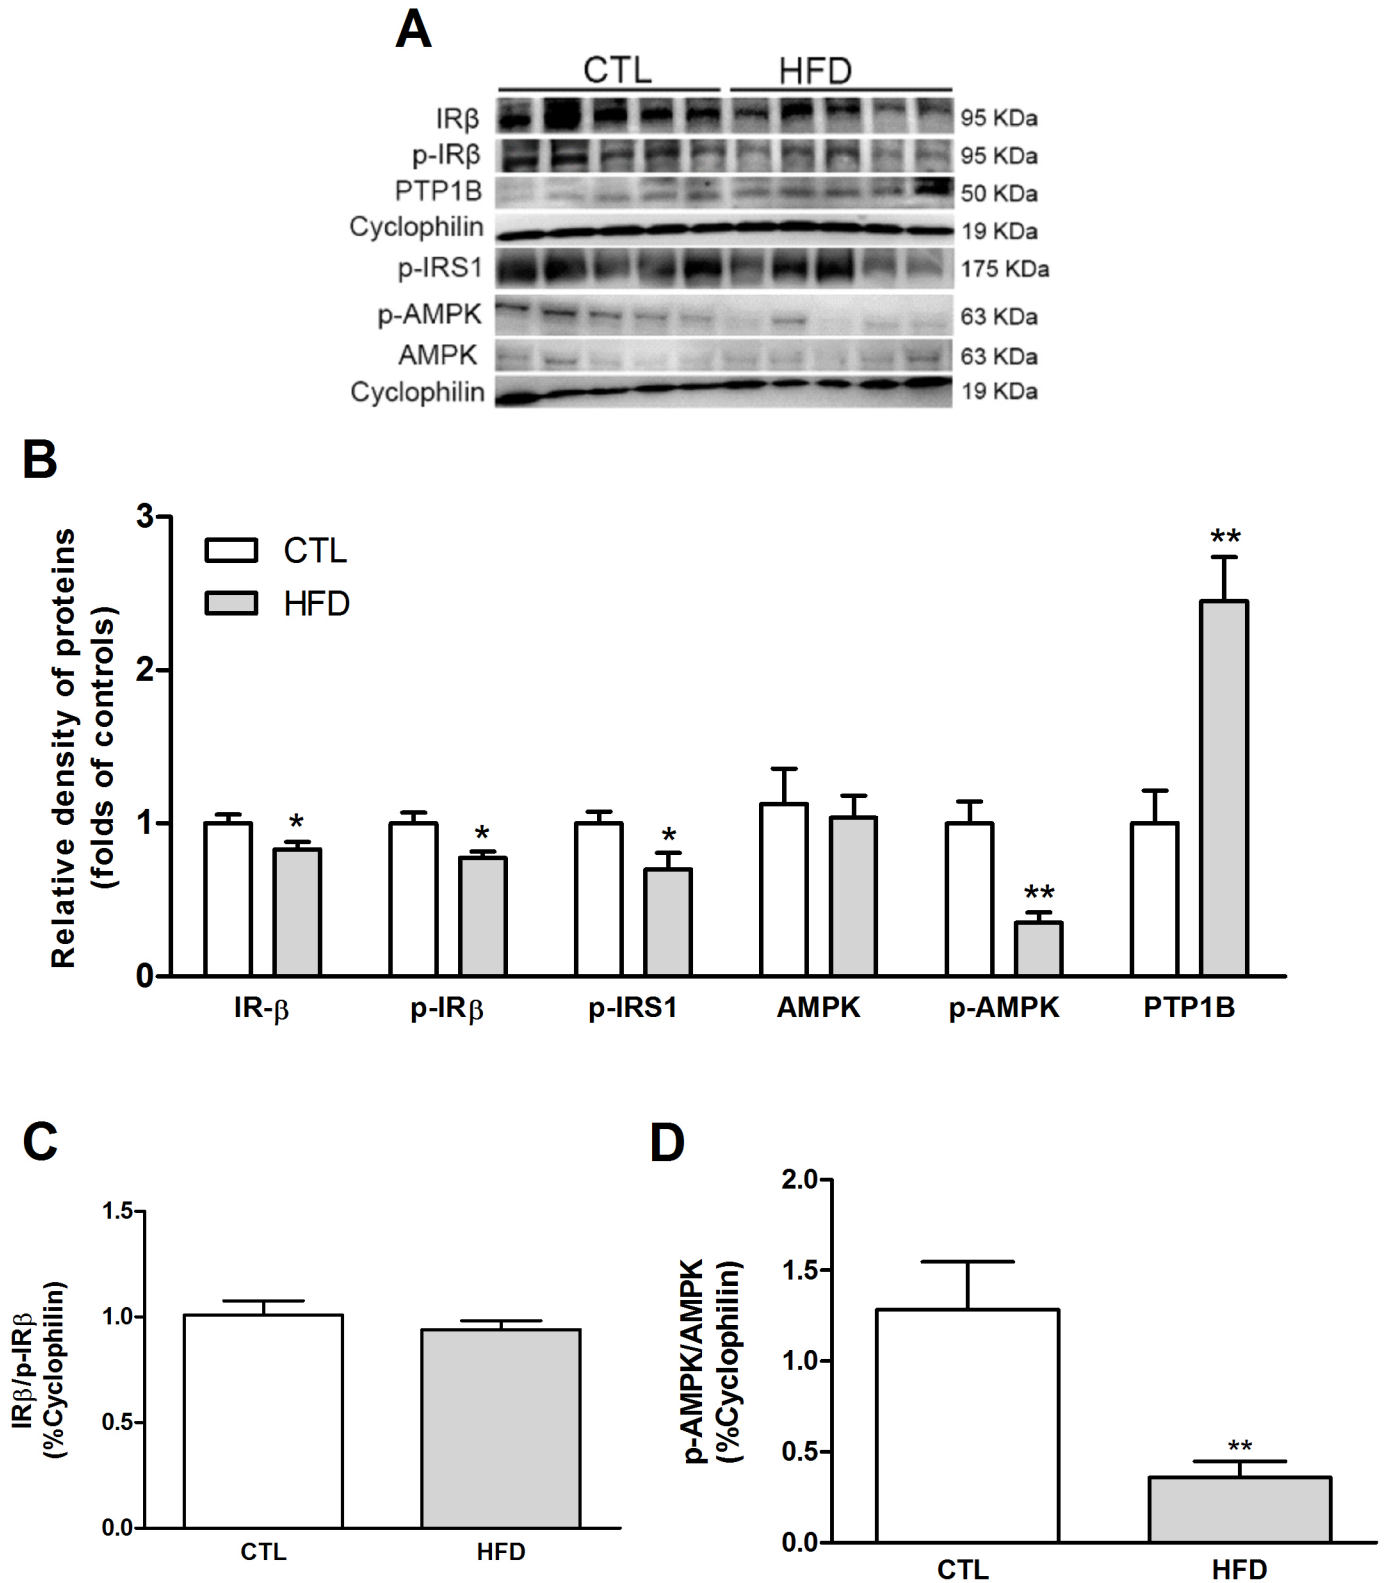 A
CTL HFD
IRβ 95 KDa
p-IRβ 95 KDa
PTP1B 50 KDa
Cyclophilin 19 KDa
p-IRS1 175 KDa
p-AMPK 63 KDa
AMPK 63 KDa
Cyclophilin 19 KDa
B
Relative density of proteins
(folds of controls)
3
2
1
0
CTL
HFD
* * * ** **
IR-β p-IRβ p-IRS1 AMPK p-AMPK PTP1B
C
IRβ/p-IRβ
(%Cyclophilin)
1.5
1.0
0.5
0.0
CTL HFD
D
p-AMPK/AMPK
(%Cyclophilin)
2.0
1.5
1.0
0.5
0.0
**
CTL HFD